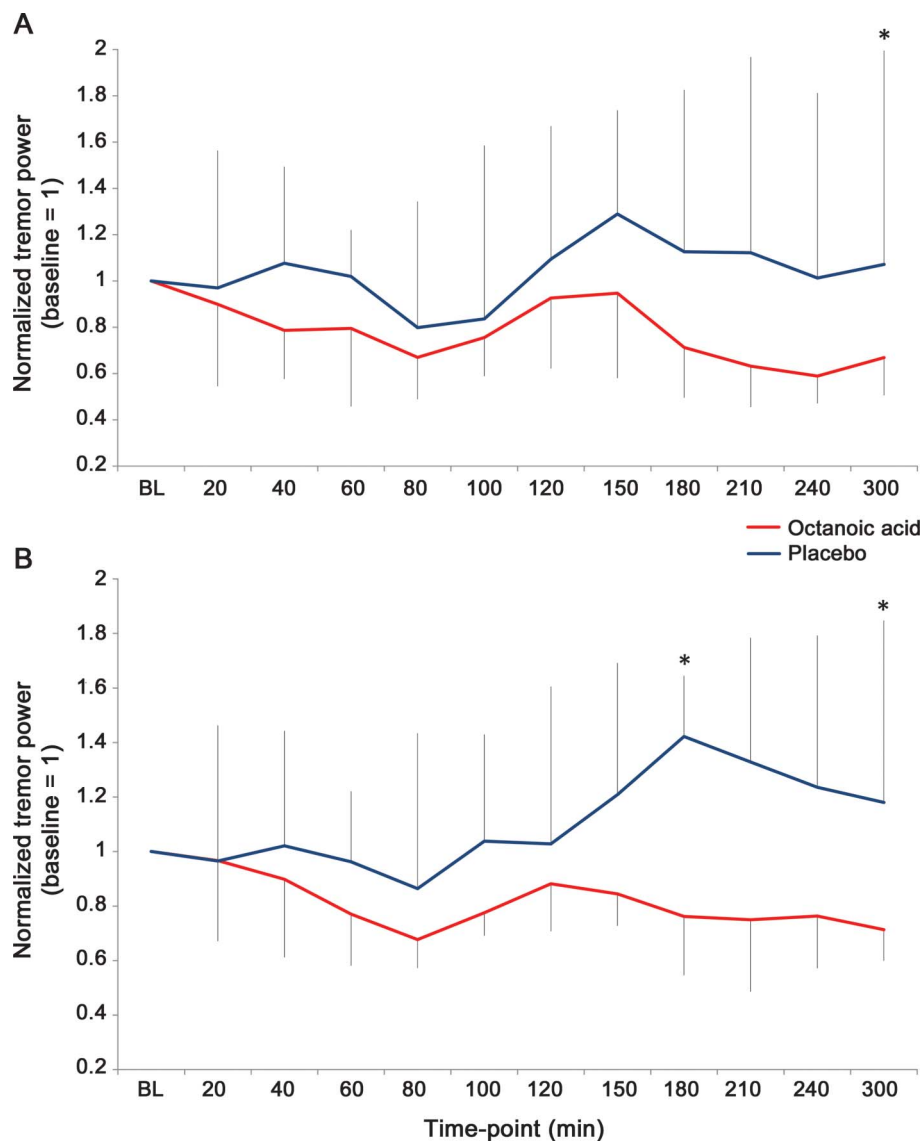 A
Normalized tremor power
(baseline = 1)
2
1.8
1.6
1.4
1.2
1
0.8
0.6
0.4
0.2
*
BL 20 40 60 80 100 120 150 180 210 240 300
Octanoic acid
Placebo
B
Normalized tremor power
(baseline = 1)
2
1.8
1.6
1.4
1.2
1
0.8
0.6
0.4
0.2
*
*
BL 20 40 60 80 100 120 150 180 210 240 300
Time-point (min)